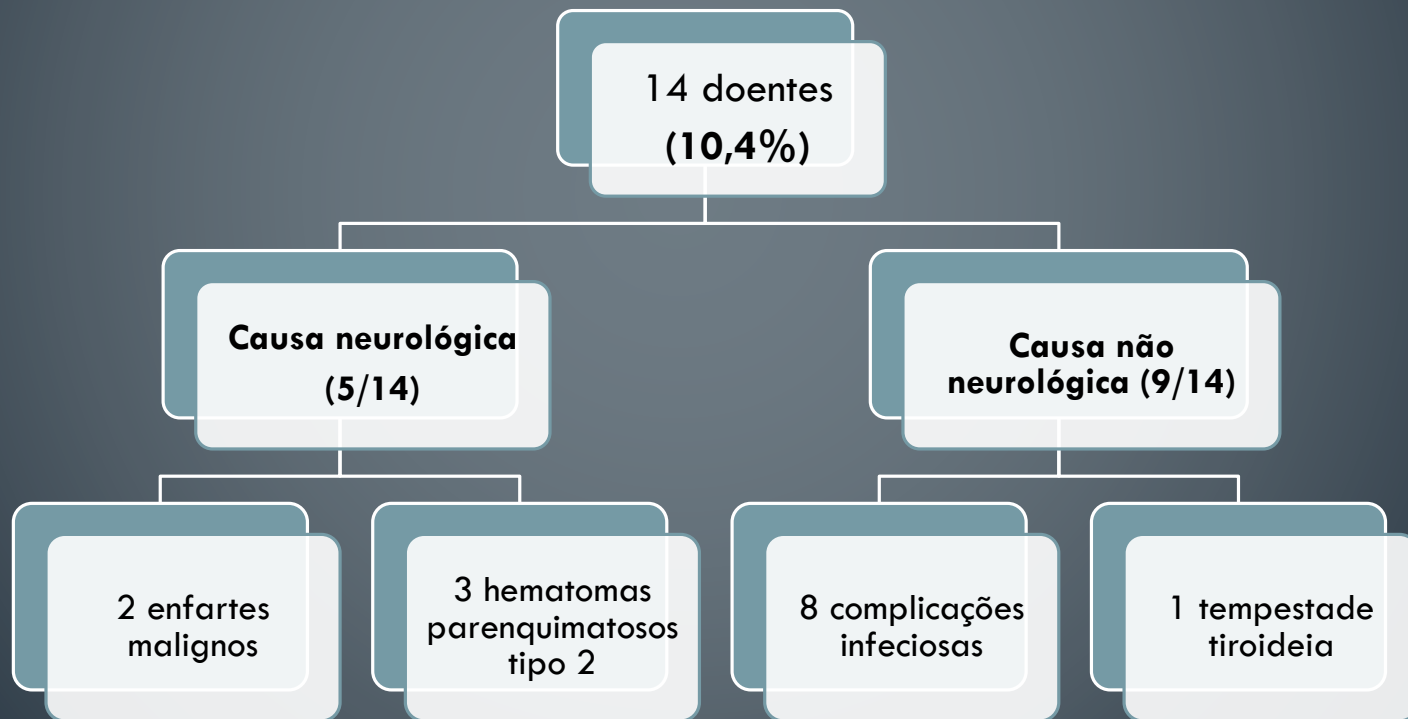 14 doentes
(10,4%)
Causa neurológica
(5/14)
Causa não
neurológica (9/14)
2 enfartes
malignos
3 hematomas
parenquimatosos
tipo 2
8 complicações
infeciosas
1 tempestade
tiroideia